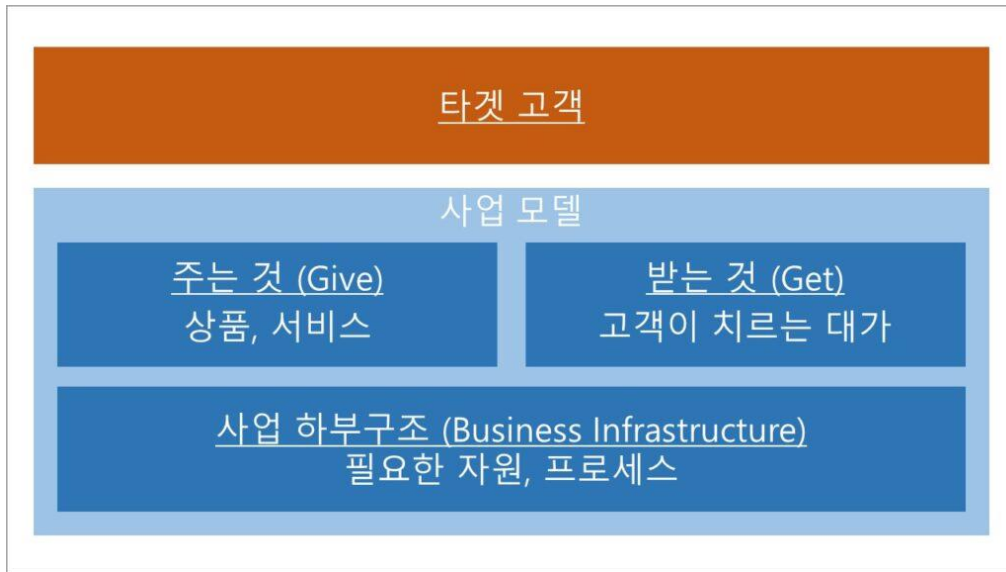 타겟 고객
사업 모델
주는 것 (Give)
상품, 서비스
받는 것 (Get)
고객이 치르는 대가
사업 하부구조 (Business Infrastructure)
필요한 자원, 프로세스